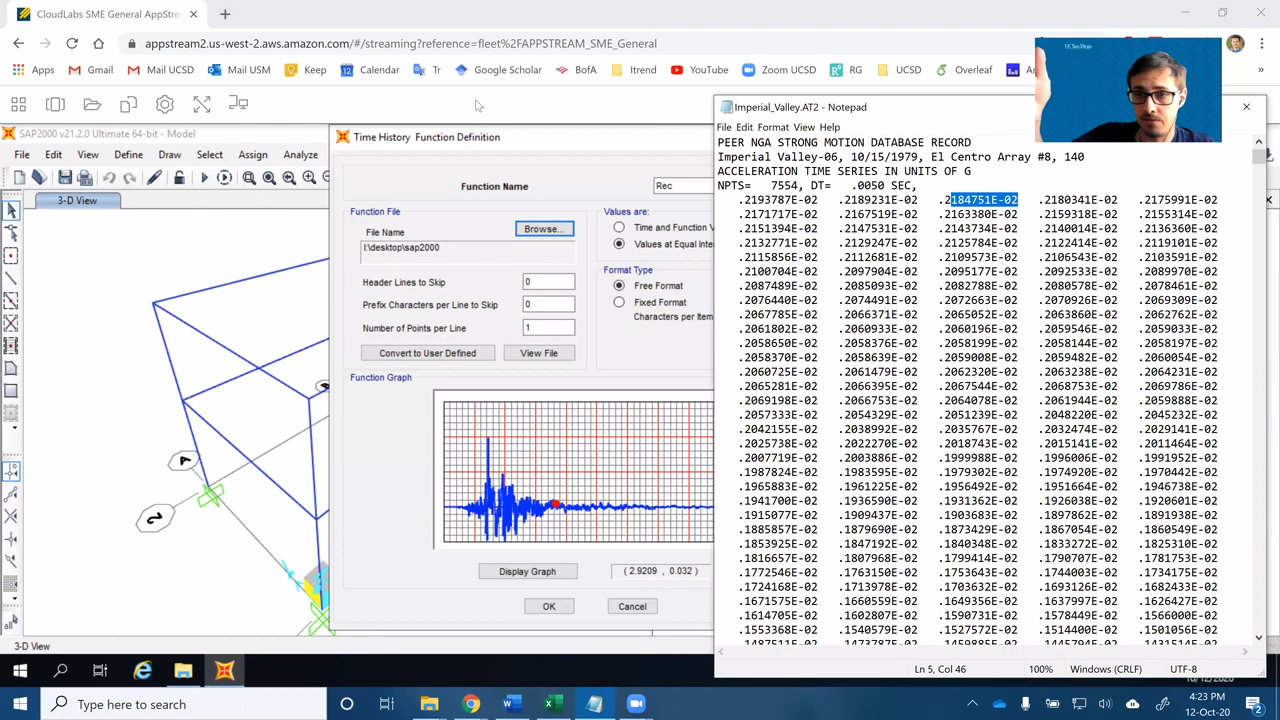 CloudLabs SME General AppStre
appstream2.us-west-2.aws.amazon.com/#/streaming?reference=fleet%2FAPPSTREAM_SME_General
Apps Gmail Mail UCSD Mail USM Keep 12 Calendar Tr Google Scholar BofA Itrend YouTube Zoom UCSD RG UCSD Overleaf
UC San Diego
SAP2000 v21.2.0 Ultimate 64-bit - Model
File Edit View Define Draw Select Assign Analyze
3-D View
Time History Function Definition
Function Name Rec
Function File
File Name Browse...
I:\desktop\sap2000
Header Lines to Skip 0
Prefix Characters per Line to Skip 0
Number of Points per Line 1
Convert to User Defined View File
Values are:
Time and Function V
Values at Equal Inte
Format Type
Free Format
Fixed Format
Characters per Item
Function Graph
Display Graph (2.9209 , 0.032 )
OK Cancel
2
3-D View
Imperial_Valley.AT2 - Notepad
File Edit Format View Help
PEER NGA STRONG MOTION DATABASE RECORD
Imperial Valley-06, 10/15/1979, El Centro Array #8, 140
ACCELERATION TIME SERIES IN UNITS OF G
NPTS= 7554, DT= .0050 SEC,
.2193787E-02 .2189231E-02 .2184751E-02 .2180341E-02 .2175991E-02
.2171717E-02 .2167519E-02 .2163380E-02 .2159318E-02 .2155314E-02
.2151394E-02 .2147531E-02 .2143734E-02 .2140014E-02 .2136360E-02
.2132771E-02 .2129247E-02 .2125784E-02 .2122414E-02 .2119101E-02
.2115856E-02 .2112681E-02 .2109573E-02 .2106543E-02 .2103591E-02
.2100704E-02 .2097904E-02 .2095177E-02 .2092533E-02 .2089970E-02
.2087489E-02 .2085093E-02 .2082788E-02 .2080578E-02 .2078461E-02
.2076440E-02 .2074491E-02 .2072663E-02 .2070926E-02 .2069309E-02
.2067785E-02 .2066371E-02 .2065052E-02 .2063860E-02 .2062762E-02
.2061802E-02 .2060933E-02 .2060196E-02 .2059546E-02 .2059033E-02
.2058650E-02 .2058376E-02 .2058198E-02 .2058144E-02 .2058197E-02
.2058370E-02 .2058639E-02 .2059008E-02 .2059482E-02 .2060054E-02
.2060725E-02 .2061479E-02 .2062320E-02 .2063238E-02 .2064231E-02
.2065281E-02 .2066395E-02 .2067544E-02 .2068753E-02 .2069786E-02
.2069198E-02 .2066753E-02 .2064078E-02 .2061944E-02 .2059888E-02
.2057333E-02 .2054329E-02 .2051239E-02 .2048220E-02 .2045232E-02
.2042155E-02 .2038987E-02 .2035763E-02 .2032474E-02 .2029141E-02
.2025738E-02 .2022270E-02 .2018743E-02 .2015141E-02 .2011464E-02
.2007719E-02 .2003886E-02 .1999988E-02 .1996006E-02 .1991952E-02
.1987824E-02 .1983595E-02 .1979302E-02 .1974920E-02 .1970442E-02
.1965883E-02 .1961225E-02 .1956492E-02 .1951664E-02 .1946738E-02
.1941708E-02 .1936590E-02 .1931363E-02 .1926038E-02 .1920601E-02
.1915077E-02 .1909437E-02 .1903683E-02 .1897862E-02 .1891938E-02
.1885857E-02 .1879690E-02 .1873429E-02 .1867054E-02 .1860549E-02
.1853925E-02 .1847192E-02 .1840348E-02 .1833272E-02 .1825310E-02
.1816657E-02 .1807968E-02 .1799414E-02 .1790707E-02 .1781753E-02
.1772546E-02 .1763150E-02 .1753643E-02 .1744003E-02 .1734175E-02
.1724168E-02 .1713978E-02 .1703632E-02 .1693126E-02 .1682433E-02
.1671575E-02 .1660559E-02 .1649356E-02 .1637997E-02 .1626427E-02
.1614705E-02 .1602807E-02 .1590731E-02 .1578449E-02 .1566000E-02
.1553368E-02 .1540579E-02 .1527572E-02 .1514400E-02 .1501056E-02
Ln 5, Col 46 100% Windows (CRLF) UTF-8
Type here to search
4:23 PM
12-Oct-20
2